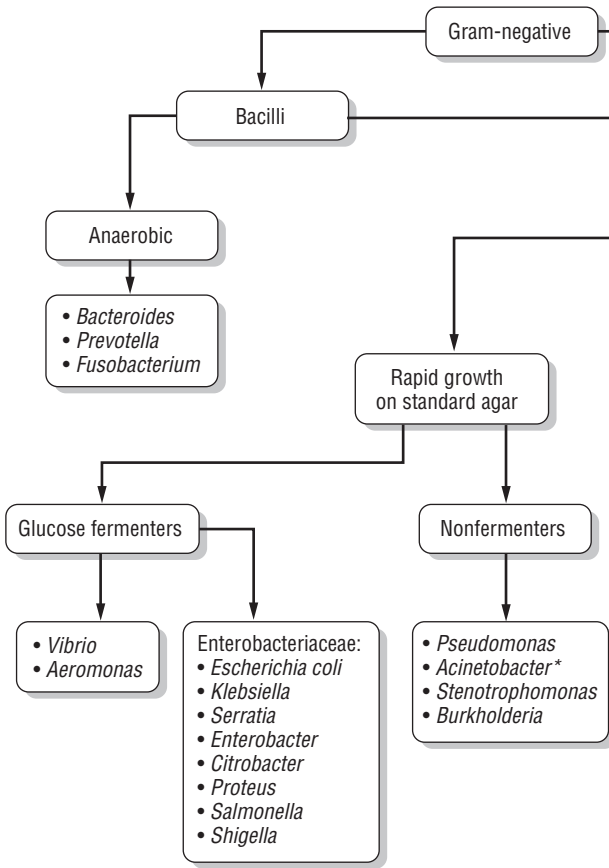 Gram-negative
Bacilli
Anaerobic
• Bacteroides
• Prevotella
• Fusobacterium
Rapid growth
on standard agar
Glucose fermenters
Nonfermenters
• Vibrio
• Aeromonas
Enterobacteriaceae:
• Escherichia coli
• Klebsiella
• Serratia
• Enterobacter
• Citrobacter
• Proteus
• Salmonella
• Shigella
• Pseudomonas
• Acinetobacter*
• Stenotrophomonas
• Burkholderia